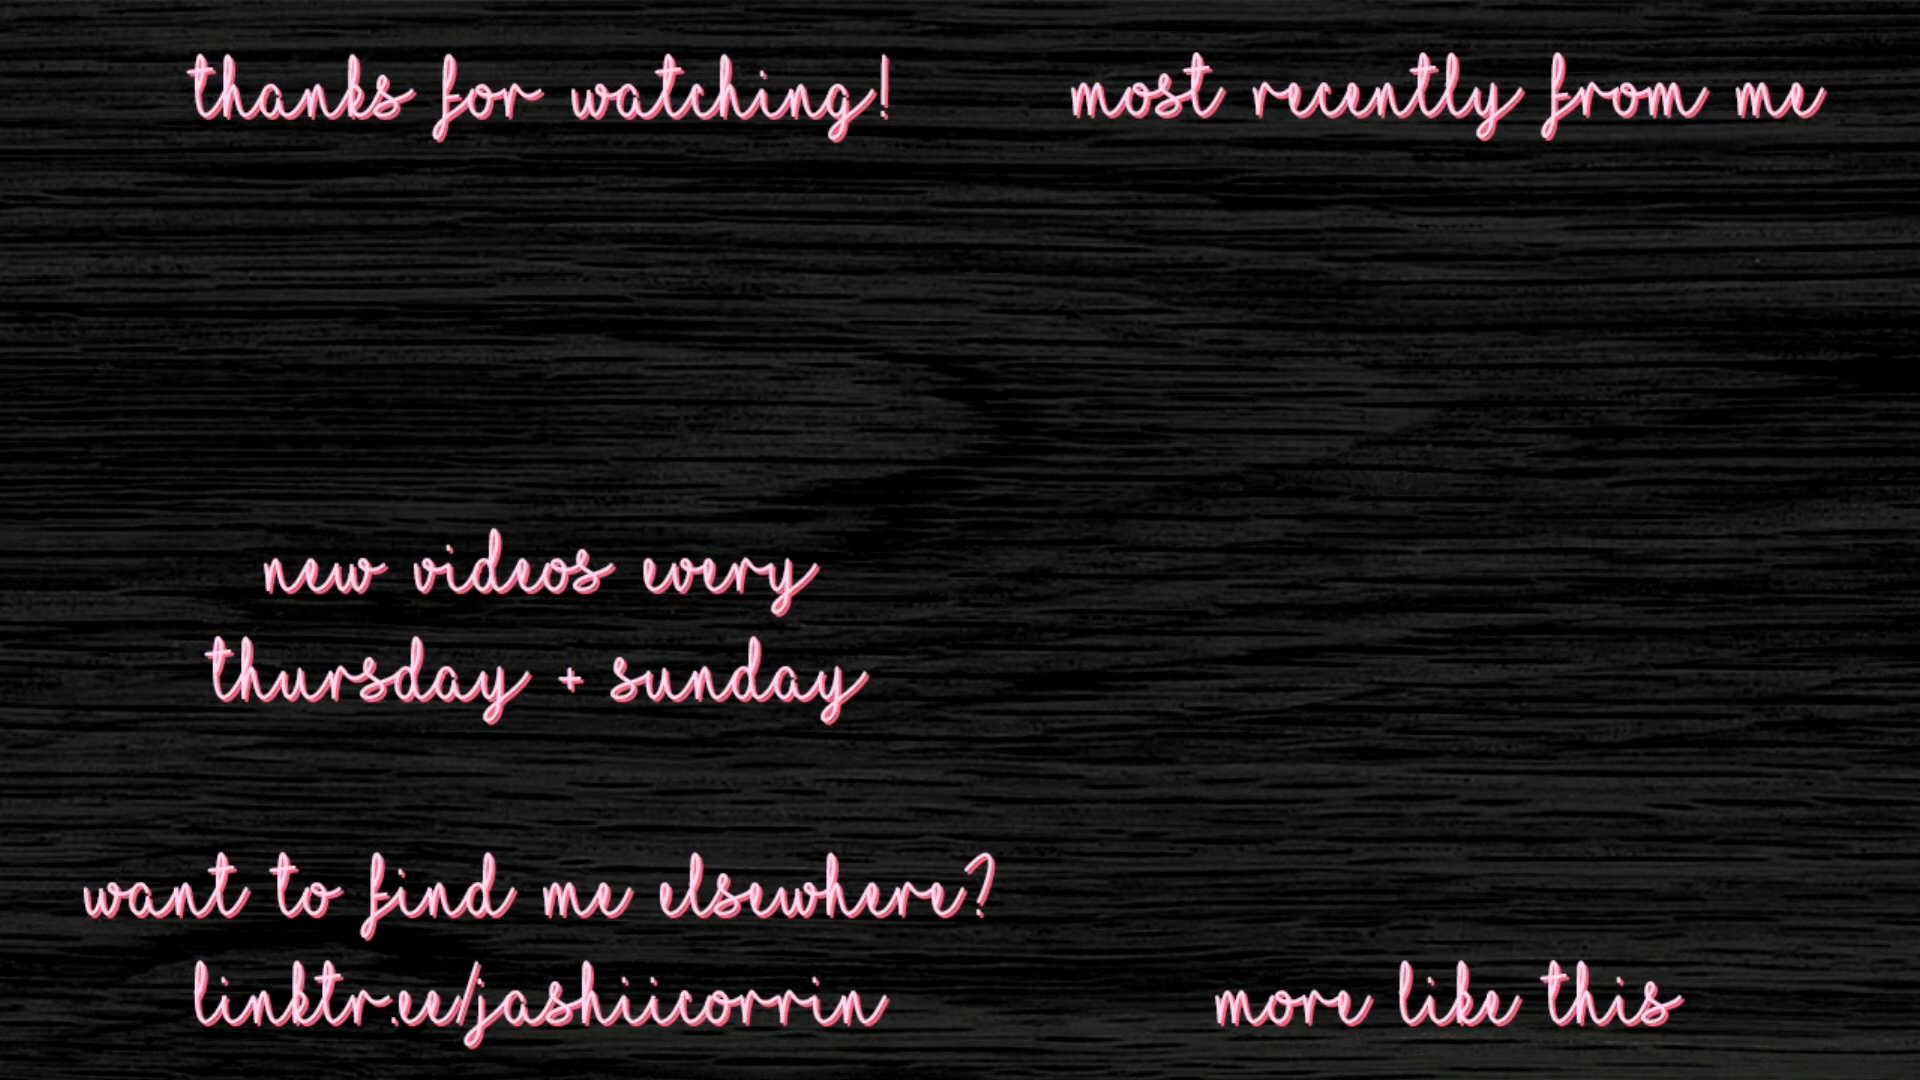 thanks for watching!
most recently from me
new videos every
thursday + sunday
want to find me elsewhere?
linktr.ee/jashiicorrin
more like this